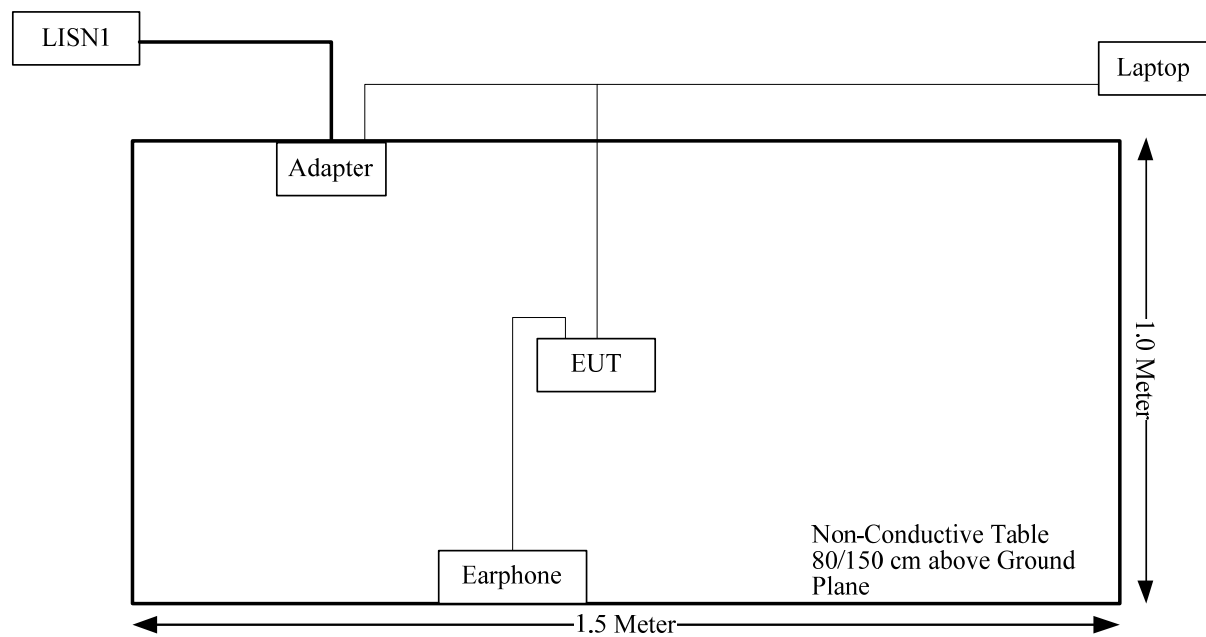 LISN1
Laptop
Adapter
EUT
1.0 Meter
Non-Conductive Table
80/150 cm above Ground
Plane
Earphone
1.5 Meter